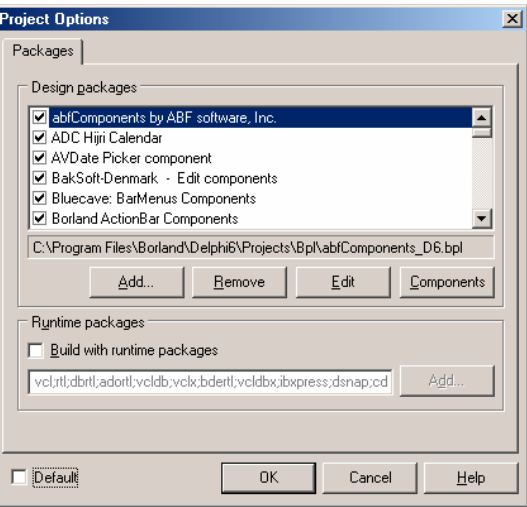 Project Options
Packages
Design packages
abfComponents by ABF software, Inc.
ADC Hijri Calendar
AVDate Picker component
BakSoft-Denmark - Edit components
Bluecave: BarMenus Components
Borland ActionBar Components
C:\Program Files\Borland\Delphi6\Projects\Bpl\abfComponents_D6.bpl
Add... Remove Edit Components
Runtime packages
Build with runtime packages
vcl;rtl;dbrtl;adortl;vcldb;vclx;bdertl;vcldbx;ibxpress;dsnap;cd Add...
Default OK Cancel Help